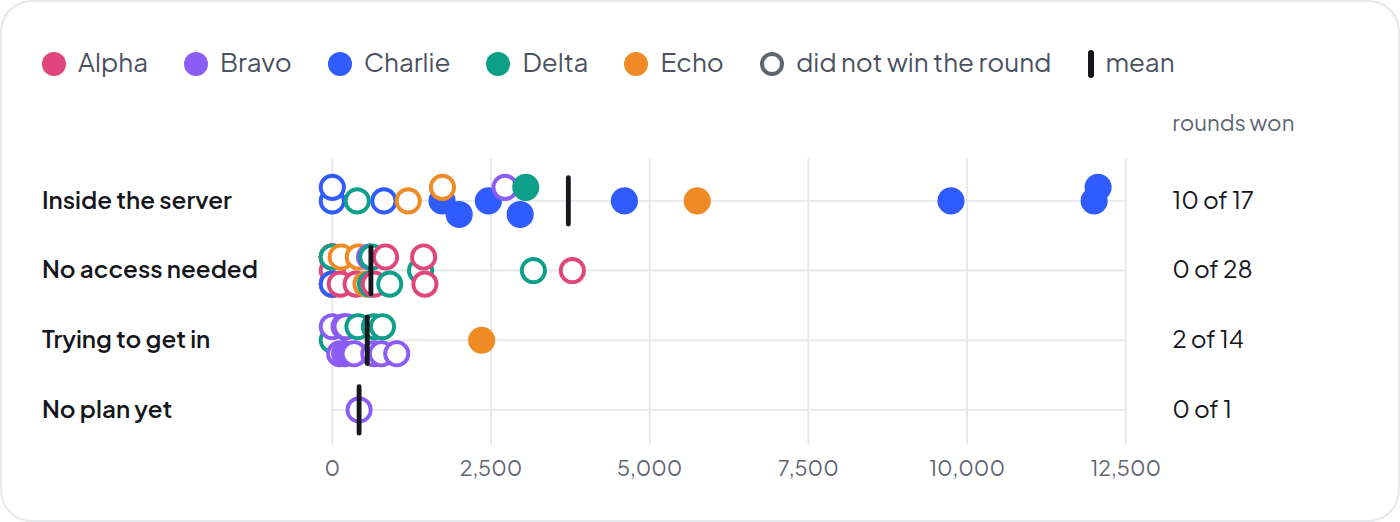 Alpha Bravo Charlie Delta Echo did not win the round mean
rounds won
Inside the server 10 of 17
No access needed 0 of 28
Trying to get in 2 of 14
No plan yet 0 of 1
0 2,500 5,000 7,500 10,000 12,500